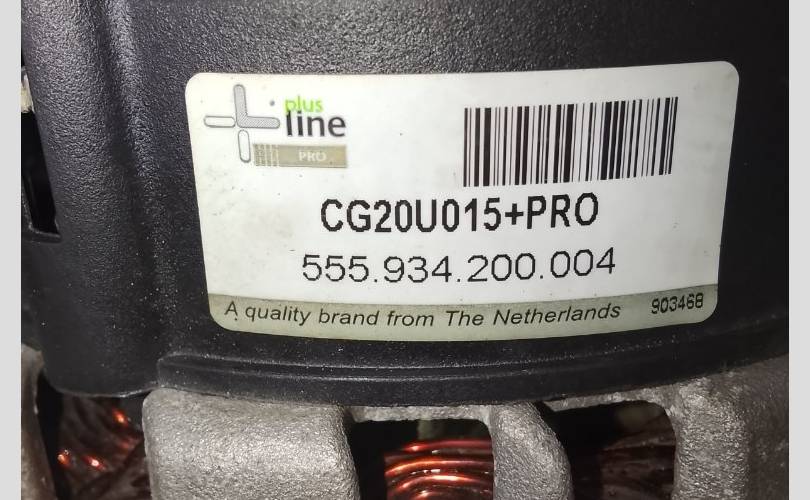 plus
line
PRO
CG20U015+PRO
555.934.200.004
A quality brand from The Netherlands 903468